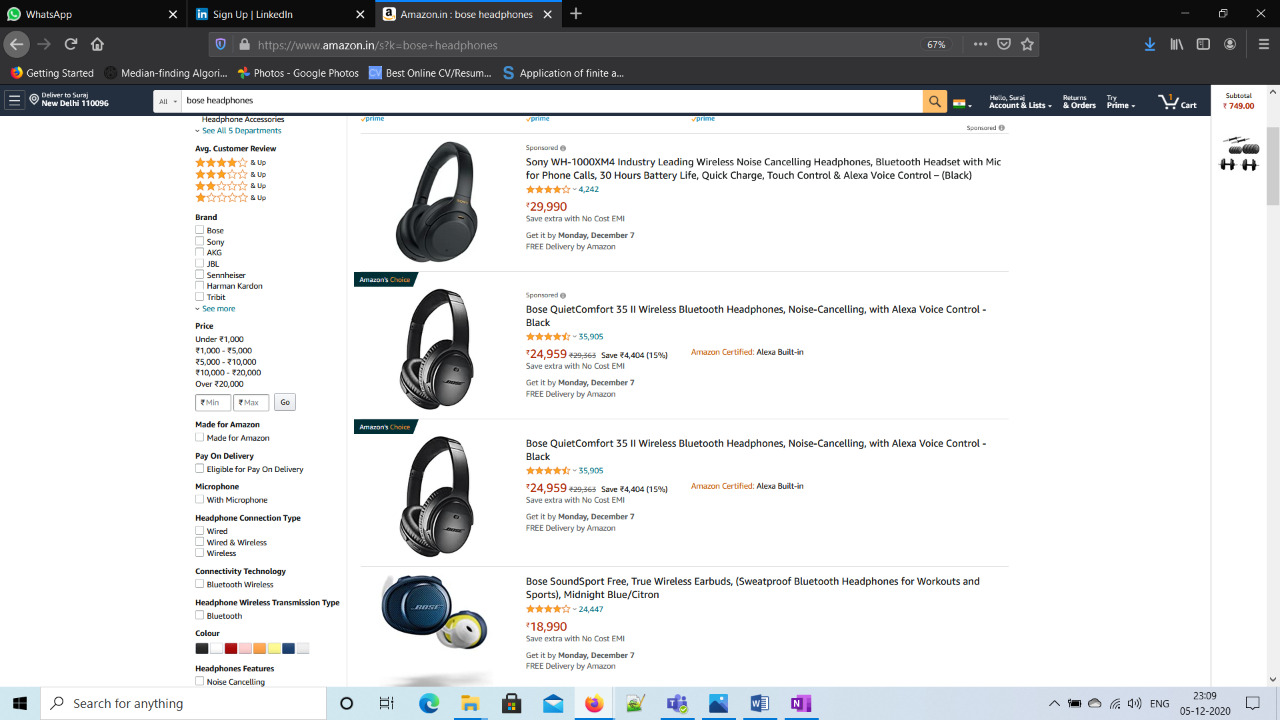 WhatsApp
Sign Up | LinkedIn
Amazon.in : bose headphones
https://www.amazon.in/s?k=bose+headphones
67%
Getting Started
Median-finding Algori...
Photos - Google Photos
CV Best Online CV/Resum...
S Application of finite a...
Deliver to Suraj
New Delhi 110096
All
bose headphones
Hello, Suraj
Account & Lists
Returns
& Orders
Try
Prime
1
Cart
Subtotal
₹ 749.00
Headphone Accessories
See All 5 Departments
Avg. Customer Review
& Up
& Up
& Up
& Up
Brand
Bose
Sony
AKG
JBL
Sennheiser
Harman Kardon
Tribit
See more
Price
Under ₹1,000
₹1,000 - ₹5,000
₹5,000 - ₹10,000
₹10,000 - ₹20,000
Over ₹20,000
₹ Min
₹ Max
Go
Made for Amazon
Made for Amazon
Pay On Delivery
Eligible for Pay On Delivery
Microphone
With Microphone
Headphone Connection Type
Wired
Wired & Wireless
Wireless
Connectivity Technology
Bluetooth Wireless
Headphone Wireless Transmission Type
Bluetooth
Colour
Headphones Features
Noise Cancelling
prime
prime
prime
Sponsored
Sponsored
Sony WH-1000XM4 Industry Leading Wireless Noise Cancelling Headphones, Bluetooth Headset with Mic
for Phone Calls, 30 Hours Battery Life, Quick Charge, Touch Control & Alexa Voice Control – (Black)
4,242
₹29,990
Save extra with No Cost EMI
Get it by Monday, December 7
FREE Delivery by Amazon
Amazon's Choice
Sponsored
Bose QuietComfort 35 II Wireless Bluetooth Headphones, Noise-Cancelling, with Alexa Voice Control -
Black
35,905
₹24,959 ₹29,363 Save ₹4,404 (15%)
Amazon Certified: Alexa Built-in
Save extra with No Cost EMI
Get it by Monday, December 7
FREE Delivery by Amazon
BOSE
Amazon's Choice
Bose QuietComfort 35 II Wireless Bluetooth Headphones, Noise-Cancelling, with Alexa Voice Control -
Black
35,905
₹24,959 ₹29,363 Save ₹4,404 (15%)
Amazon Certified: Alexa Built-in
Save extra with No Cost EMI
Get it by Monday, December 7
FREE Delivery by Amazon
BOSE
Bose SoundSport Free, True Wireless Earbuds, (Sweatproof Bluetooth Headphones for Workouts and
Sports), Midnight Blue/Citron
24,447
₹18,990
Save extra with No Cost EMI
Get it by Monday, December 7
FREE Delivery by Amazon
BOSE
Search for anything
ENG
23:09
05-12-2020